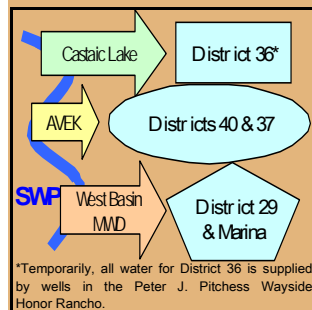 Castaic Lake
District 36*
AVEK
Districts 40 & 37
SWP
West Basin
MWD
District 29
& Marina
*Temporarily, all water for District 36 is supplied
by wells in the Peter J. Pitchess Wayside
Honor Rancho.